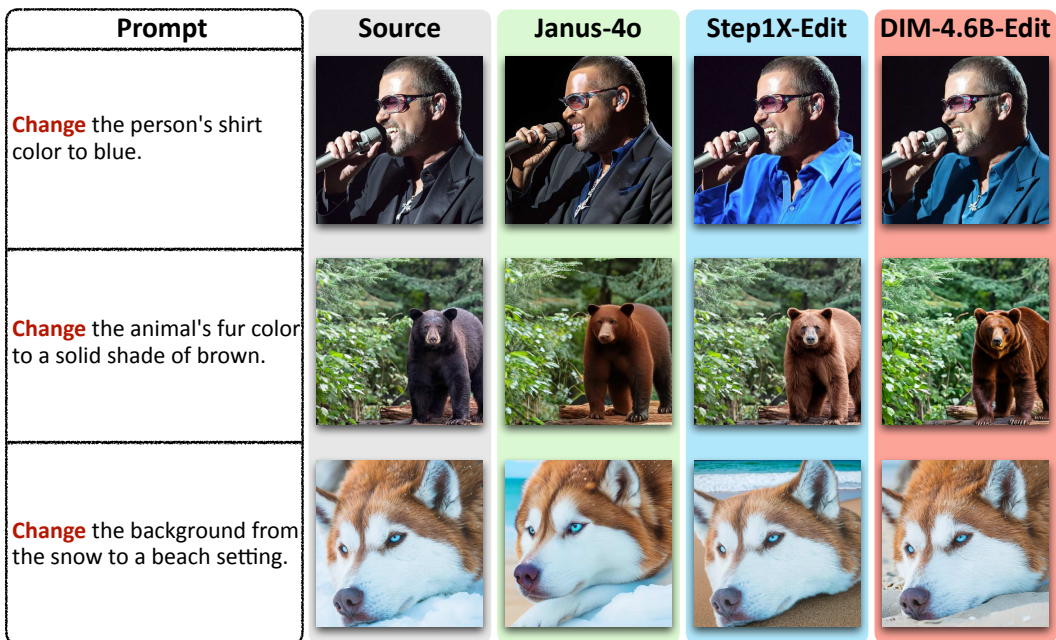 Prompt
Source
Janus-4o
Step1X-Edit
DIM-4.6B-Edit
Change the person's shirt
color to blue.
Change the animal's fur color
to a solid shade of brown.
Change the background from
the snow to a beach setting.